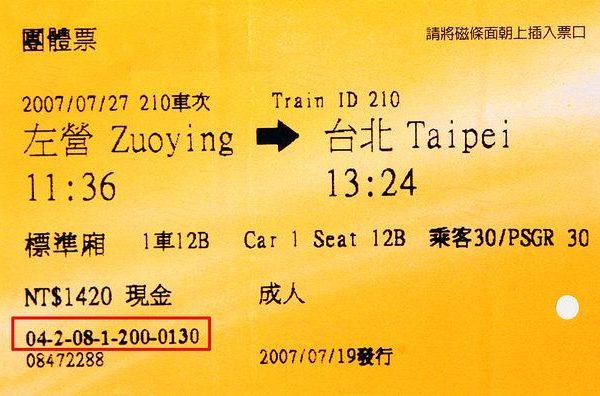 團體票
請將磁條面朝上插入票口
2007/07/27 210車次 Train ID 210
左營 Zuoying → 台北 Taipei
11:36 13:24
標準廂 1車12B Car 1 Seat 12B 乘客30/PSGR 30
NT$1420 現金 成人
04-2-08-1-200-0130
08472288 2007/07/19發行